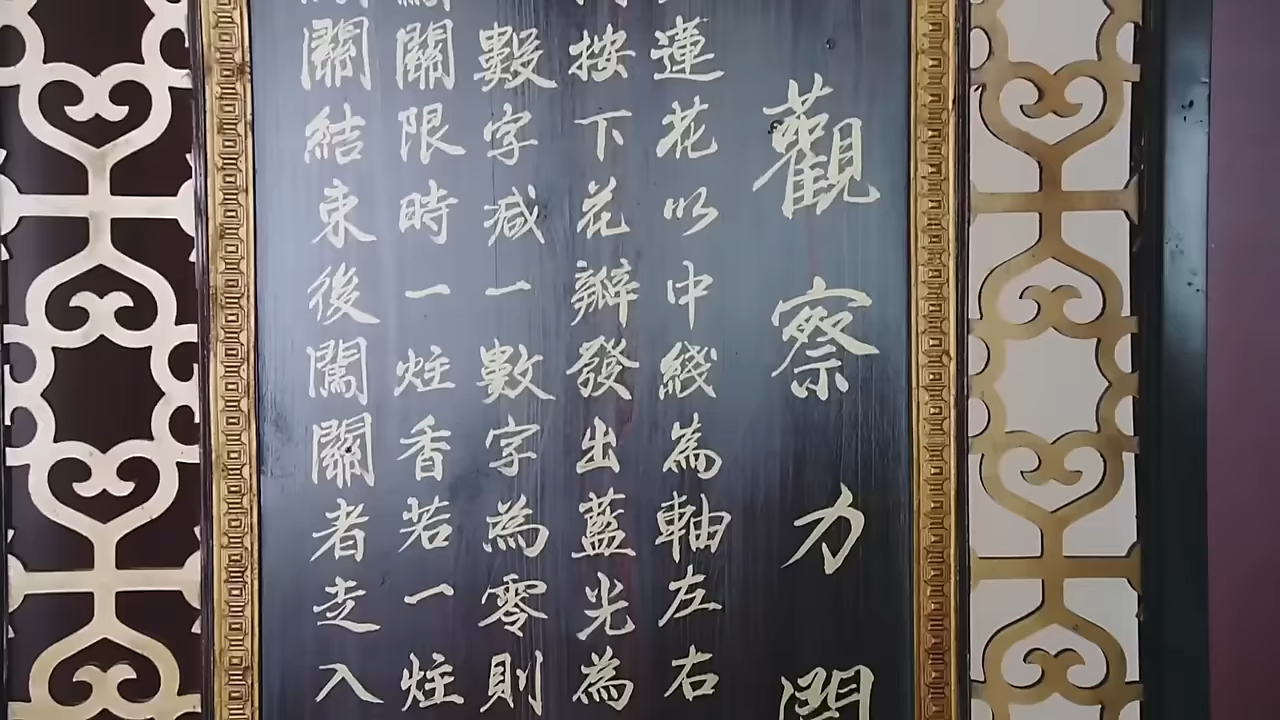 觀察力
蓮花以中綫為軸左右
按下花瓣發出藍光為
數字減一數字為零則
關限時一炷香若一炷
關結束後闖關者走入